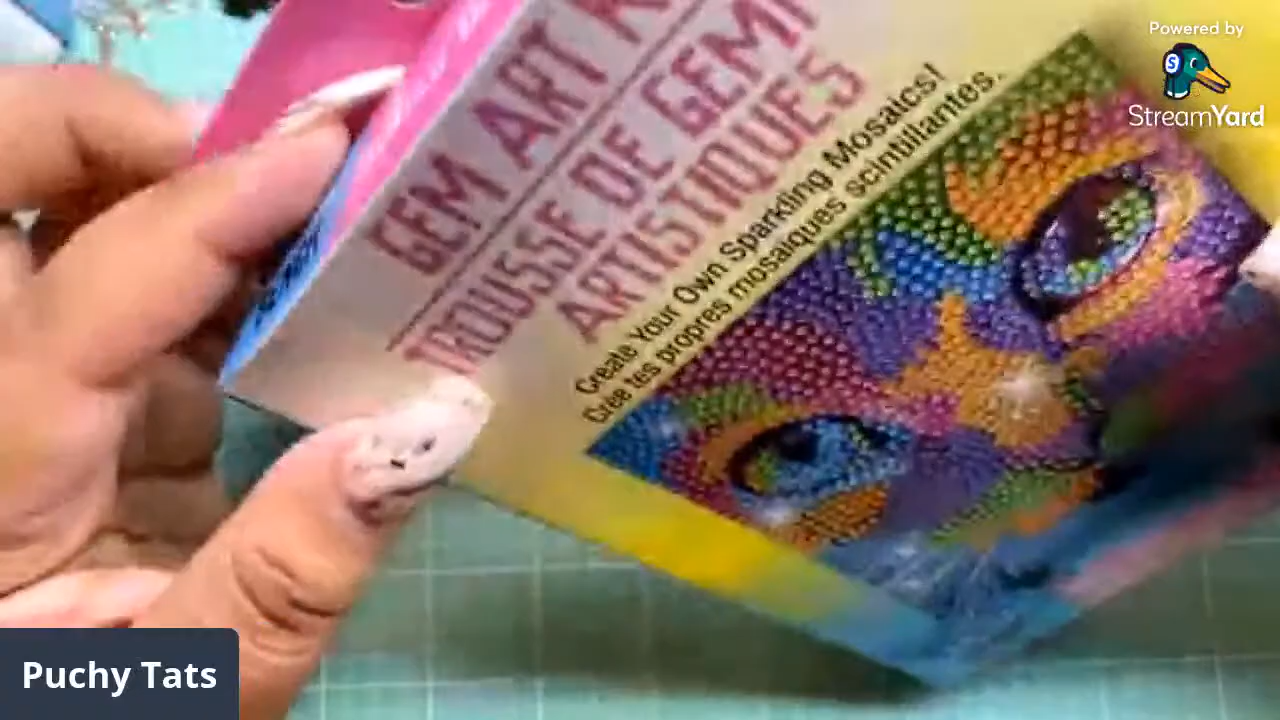 Powered by
StreamYard
GEM ART
TROUSSE DE GEM
ARTISTIQUES
Create Your Own Sparkling Mosaics!
Crée tes propres mosaïques scintillantes.
Puchy Tats